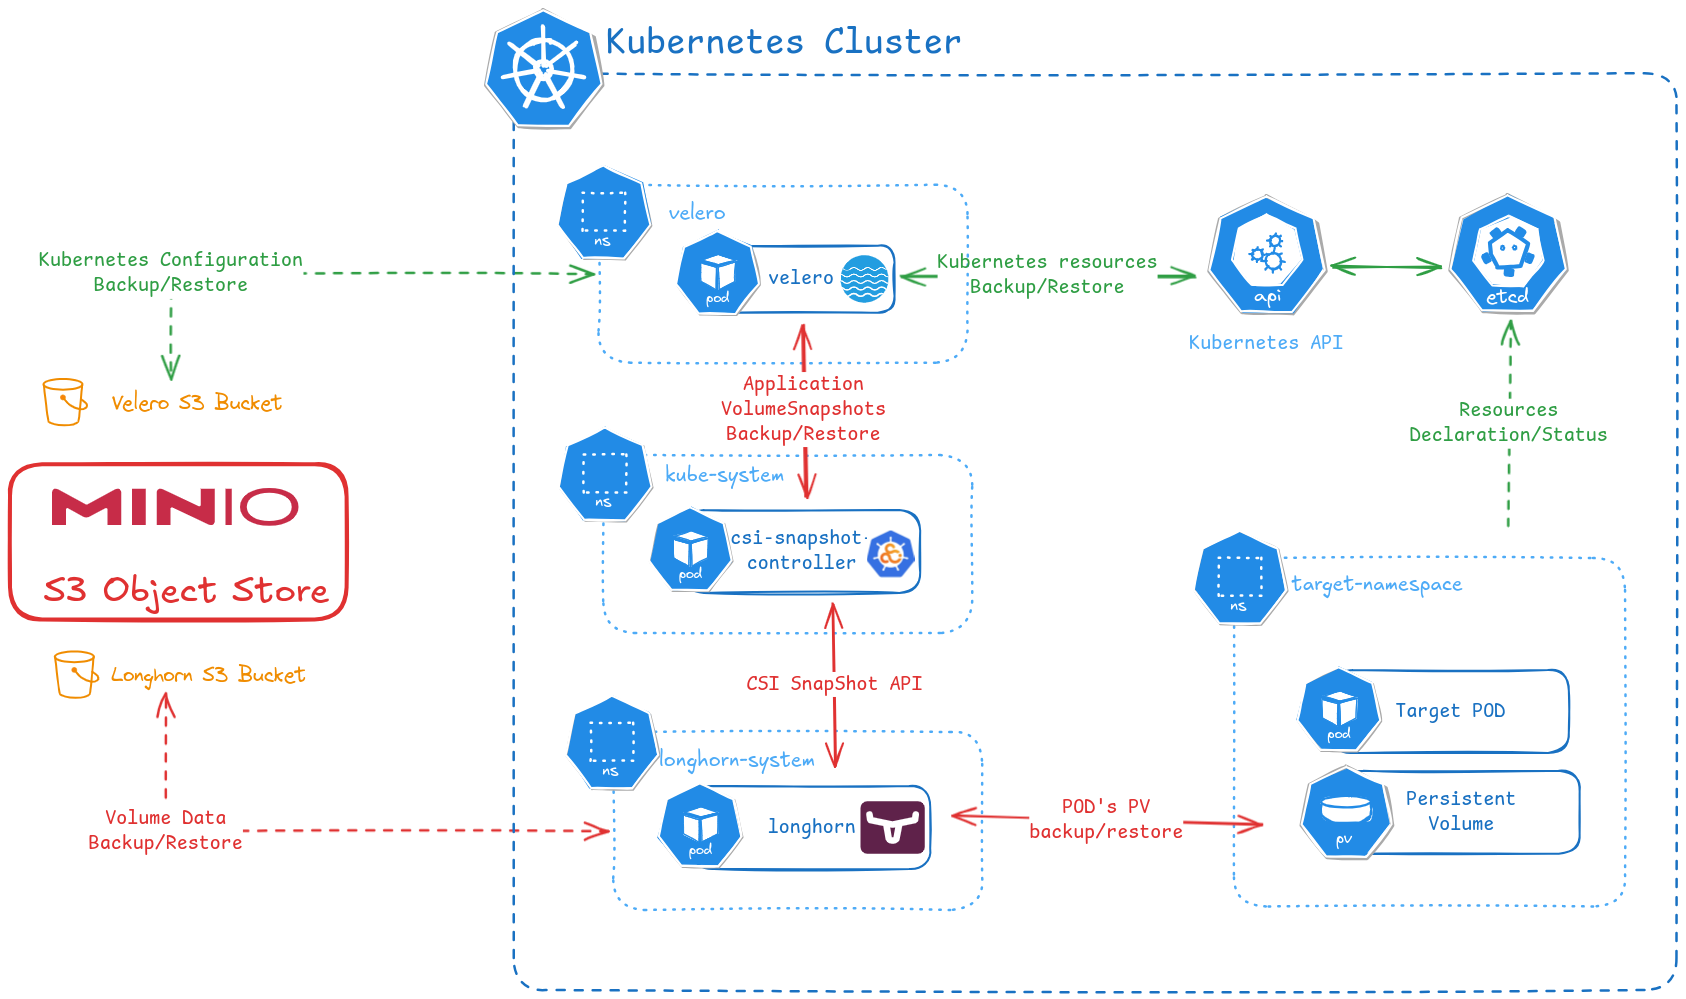 Kubernetes Cluster
ns
velero
pod
velero
Kubernetes Configuration
Backup/Restore
Kubernetes resources
Backup/Restore
api
Kubernetes API
etcd
Velero S3 Bucket
Application
VolumeSnapshots
Backup/Restore
Resources
Declaration/Status
MINIO
S3 Object Store
ns
kube-system
pod
csi-snapshot-
controller
ns
target-namespace
Longhorn S3 Bucket
CSI SnapShot API
pod
Target POD
ns
longhorn-system
pod
longhorn
Volume Data
Backup/Restore
POD's PV
backup/restore
pv
Persistent
Volume